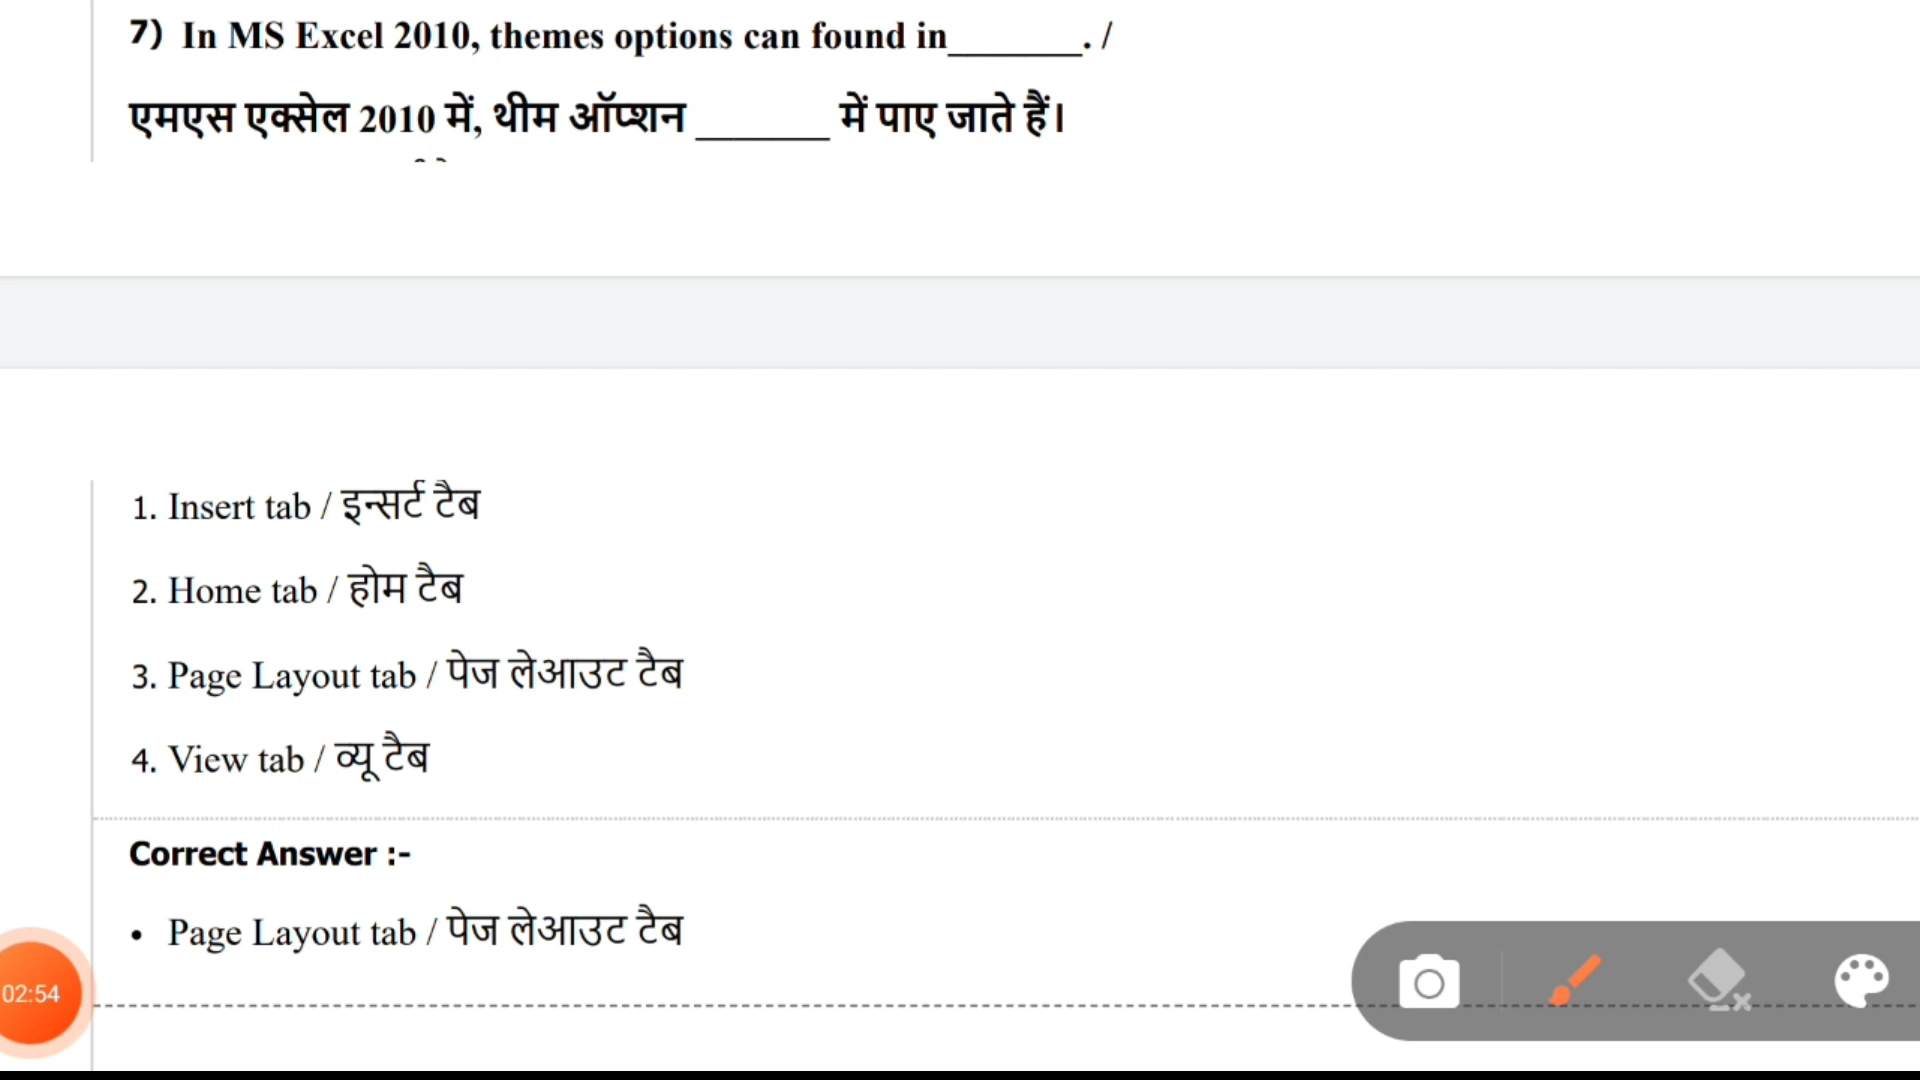 7) In MS Excel 2010, themes options can found in_______. /
एमएस एक्सेल 2010 में, थीम ऑप्शन _______ में पाए जाते हैं।
1. Insert tab / इन्सर्ट टैब
2. Home tab / होम टैब
3. Page Layout tab / पेज लेआउट टैब
4. View tab / व्यू टैब
Correct Answer :-
• Page Layout tab / पेज लेआउट टैब
02:54